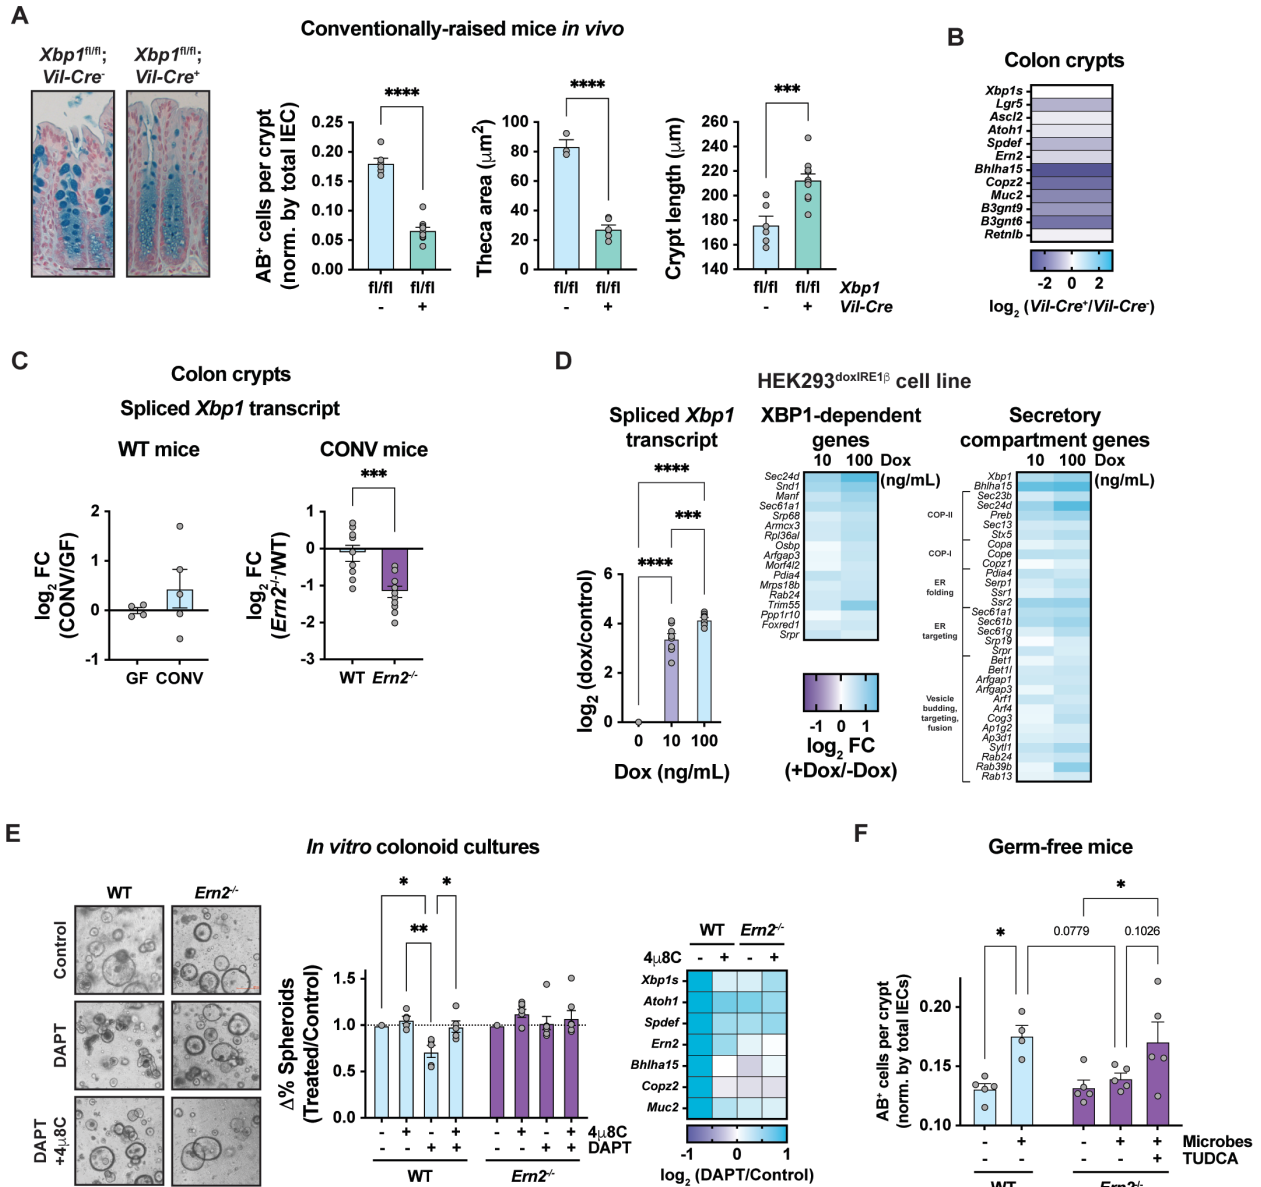 A
Conventionally-raised mice in vivo
Xbp1fl/fl;
Vil-Cre-
Xbp1fl/fl;
Vil-Cre+
AB+ cells per crypt
(norm. by total IEC)
0.25
0.20
0.15
0.10
0.05
0.00
****
fl/fl fl/fl
- +
Theca area (μm2)
100
80
60
40
20
0
****
fl/fl fl/fl
- +
Crypt length (μm)
260
240
220
200
180
160
140
***
fl/fl fl/fl Xbp1
- + Vil-Cre
B
Colon crypts
Xbp1s
Lgr5
Ascl2
Atoh1
Spdef
Ern2
Bhlha15
Copz2
Muc2
B3gnt9
B3gnt6
Retnlb
-2 0 2
log2 (Vil-Cre+/Vil-Cre-)
C
Colon crypts
Spliced Xbp1 transcript
WT mice
log2 FC
(CONV/GF)
2
1
0
-1
GF CONV
CONV mice
***
log2 FC
(Ern2-/-/WT)
1
0
-1
-2
-3
WT Ern2-/-
D
HEK293doxIRE1β cell line
Spliced Xbp1
transcript
****
***
****
log2 (dox/control)
6
4
2
0
0 10 100
Dox (ng/mL)
XBP1-dependent
genes
10 100 Dox
(ng/mL)
Sec24d
Snd1
Manf
Sec61a1
Srp68
Armcx3
Rpl36al
Osbp
Arfgap3
Morf4l2
Pdia4
Mrps18b
Rab24
Trim55
Ppp1r10
Foxred1
Srpr
-1 0 1
log2 FC
(+Dox/-Dox)
Secretory
compartment genes
10 100 Dox
(ng/mL)
Xbp1
Bhlha15
Sec23b
Sec24d
Preb
Sec13
Stx5
Copa
Cope
Copz1
Pdia4
Serp1
Ssr1
Ssr2
Sec61a1
Sec61b
Sec61g
Srp19
Srpr
Bet1
Bet1l
Arfgap1
Arfgap3
Arf1
Arf4
Cog3
Ap1g2
Ap3d1
Sytl1
Rab24
Rab39b
Rab13
COP-II
COP-I
ER
folding
ER
targeting
Vesicle
budding,
targeting,
fusion
E
In vitro colonoid cultures
WT Ern2-/-
Control
DAPT
DAPT
+4μ8C
Δ% Spheroids
(Treated/Control)
1.5
1.0
0.5
0.0
* *
**
- + - + - + - + 4μ8C
- - + + - - + + DAPT
WT Ern2-/-
WT Ern2-/-
4μ8C - + - +
Xbp1s
Atoh1
Spdef
Ern2
Bhlha15
Copz2
Muc2
-1 0 1
log2 (DAPT/Control)
F
Germ-free mice
*
* 0.0779 0.1026
AB+ cells per crypt
(norm. by total IECs)
0.20
0.15
0.10
- + - + + Microbes
- - - - + TUDCA
WT Ern2-/-